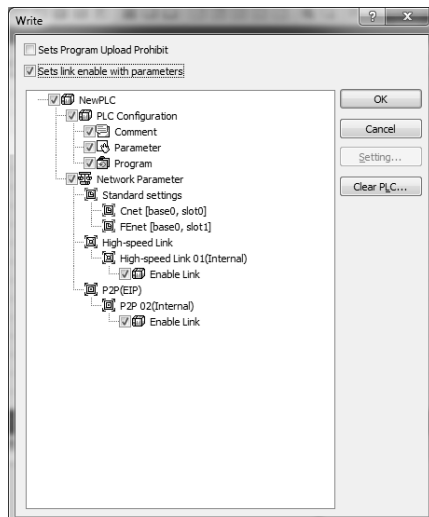 Write
Sets Program Upload Prohibit
Sets link enable with parameters
NewPLC
PLC Configuration
Comment
Parameter
Program
Network Parameter
Standard settings
Cnet [base0, slot0]
FEnet [base0, slot1]
High-speed Link
High-speed Link 01(Internal)
Enable Link
P2P(EIP)
P2P 02(Internal)
Enable Link
OK
Cancel
Setting...
Clear PLC...